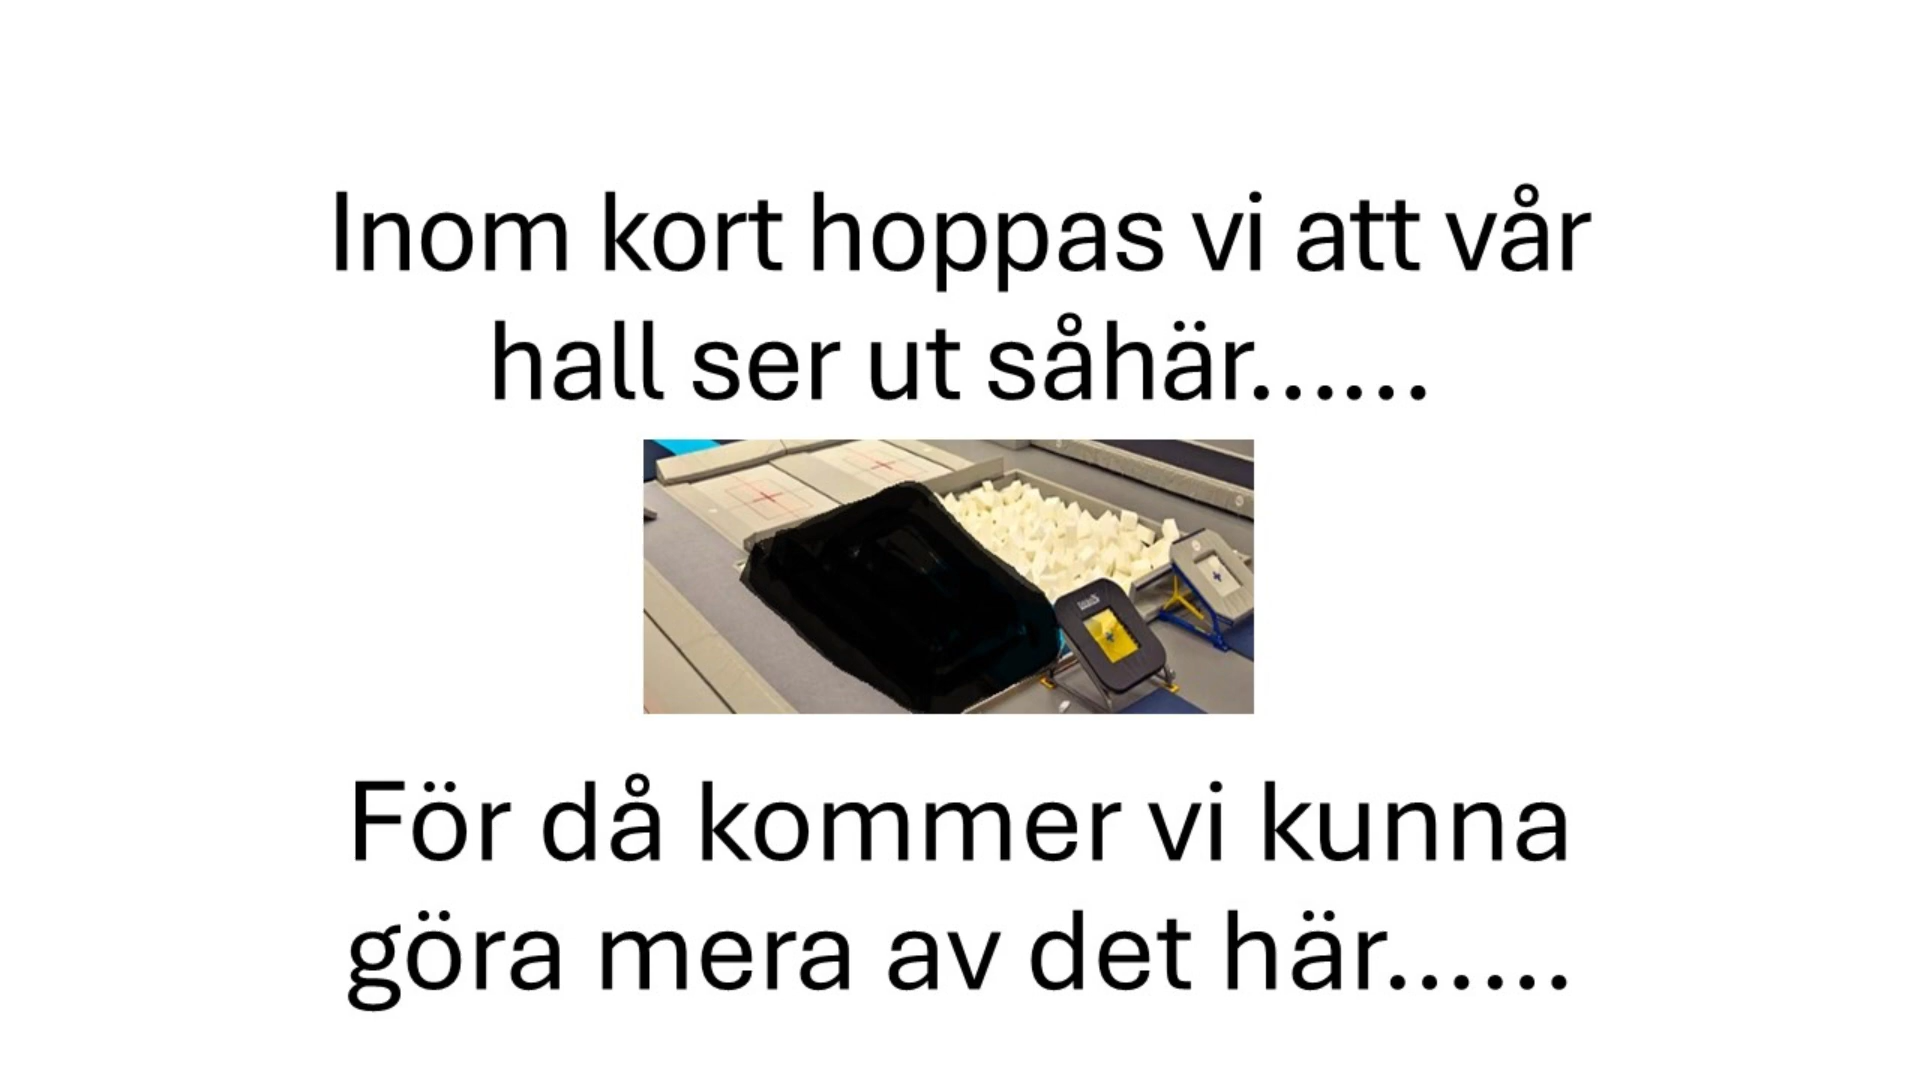 Inom kort hoppas vi att vår
hall ser ut såhär......
För då kommer vi kunna
göra mera av det här......